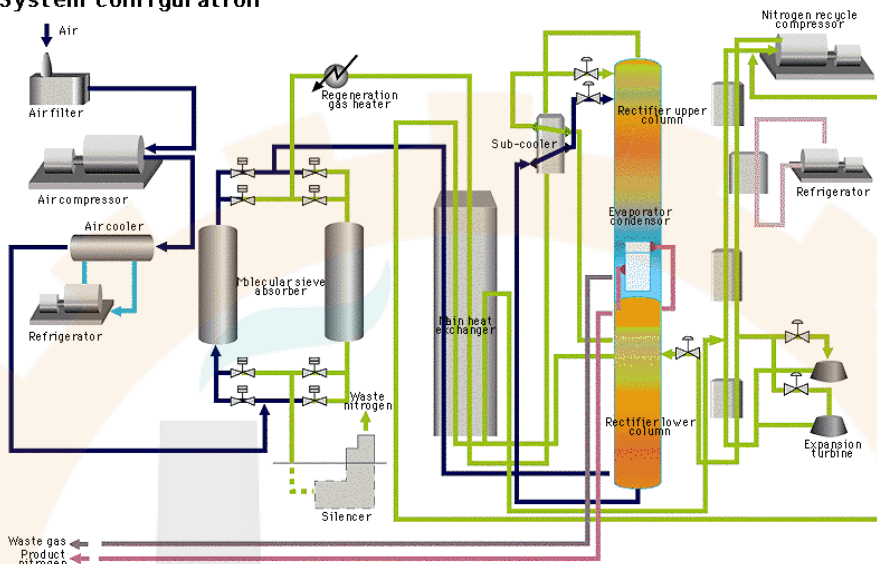 System configuration
Air
Air filter
Air compressor
Air cooler
Refrigerator
Molecular sieve
absorber
Regeneration
gas heater
Waste
nitrogen
Silencer
Main heat
exchanger
Sub-cooler
Rectifier upper
column
Evaporator
condensor
Rectifier lower
column
Nitrogen recycle
compressor
Refrigerator
Expansion
turbine
Waste gas
Product
nitrogen